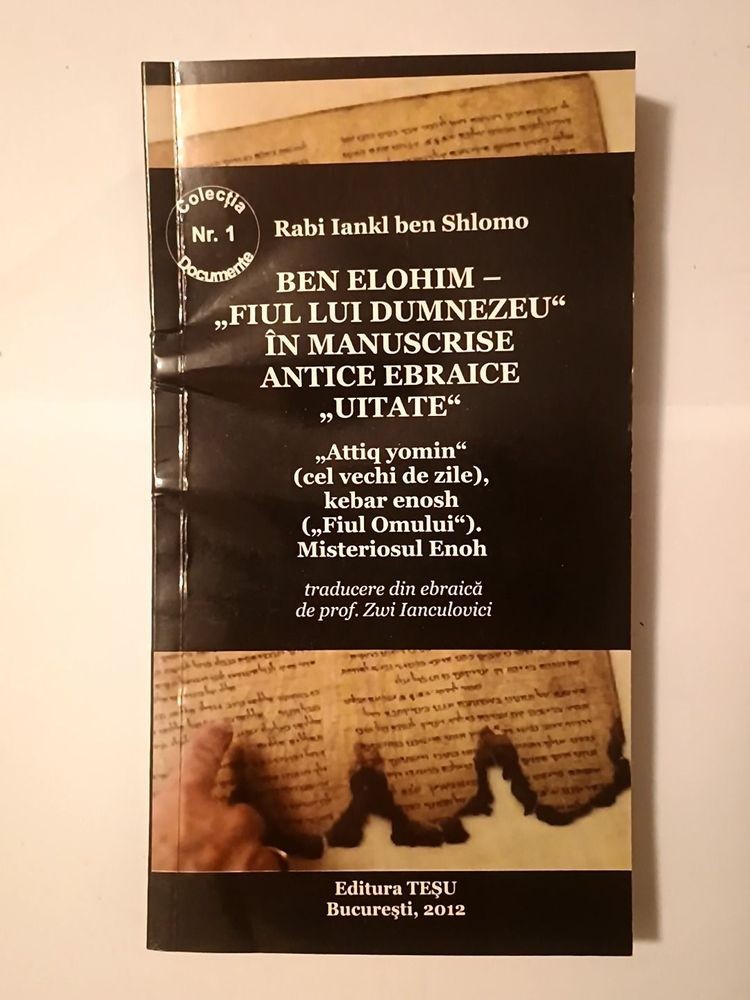 Colecția
Nr. 1
Documente
Rabi Iankl ben Shlomo
BEN ELOHIM –
„FIUL LUI DUMNEZEU“
ÎN MANUSCRISE
ANTICE EBRAICE
„UITATE“
„Attiq yomin“
(cel vechi de zile),
kebar enosh
(„Fiul Omului“).
Misteriosul Enoh
traducere din ebraică
de prof. Zwi Ianculovici
Editura TEŞU
Bucureşti, 2012